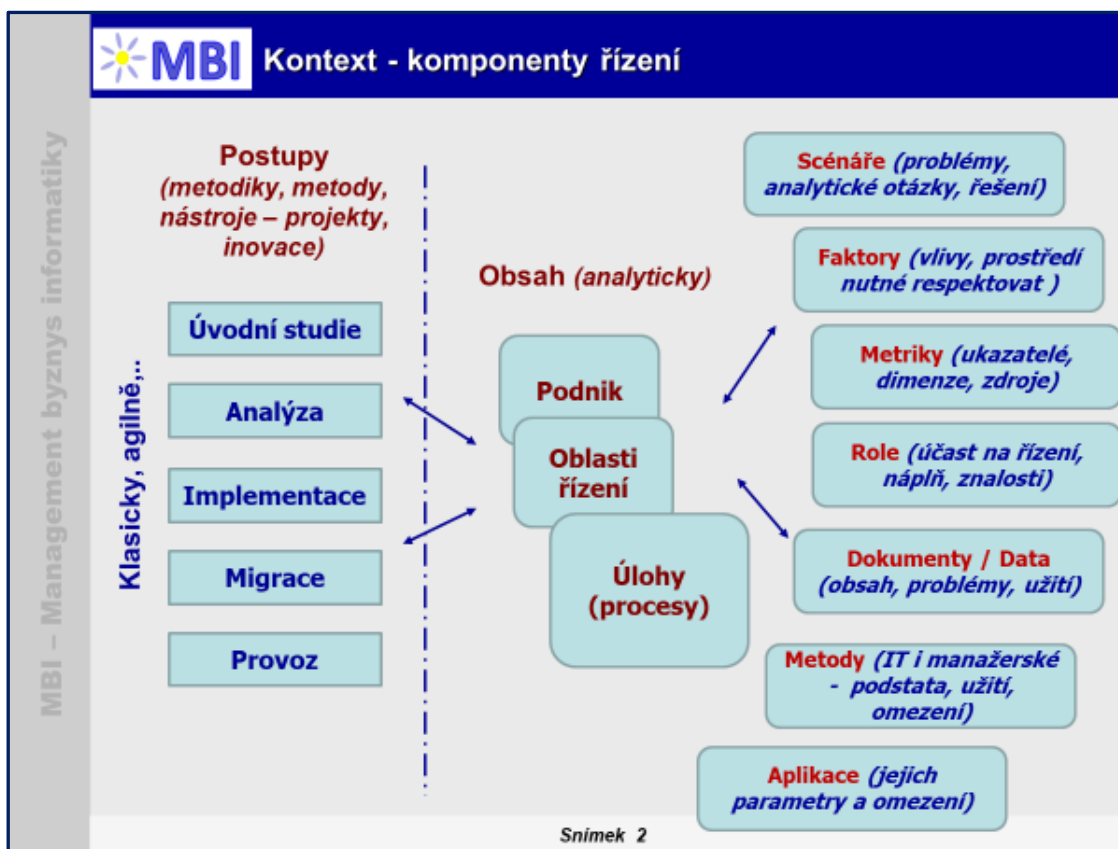 MBI – Management byznys informatiky
MBI
Kontext - komponenty řízení
Postupy
(metodiky, metody,
nástroje – projekty,
inovace)
Klasicky, agilně,..
Úvodní studie
Analýza
Implementace
Migrace
Provoz
Obsah (analyticky)
Podnik
Oblasti
řízení
Úlohy
(procesy)
Scénáře (problémy,
analytické otázky, řešení)
Faktory (vlivy, prostředí
nutné respektovat )
Metriky (ukazatelé,
dimenze, zdroje)
Role (účast na řízení,
náplň, znalosti)
Dokumenty / Data
(obsah, problémy, užití)
Metody (IT i manažerské
- podstata, užití,
omezení)
Aplikace (jejich
parametry a omezení)
Snímek 2